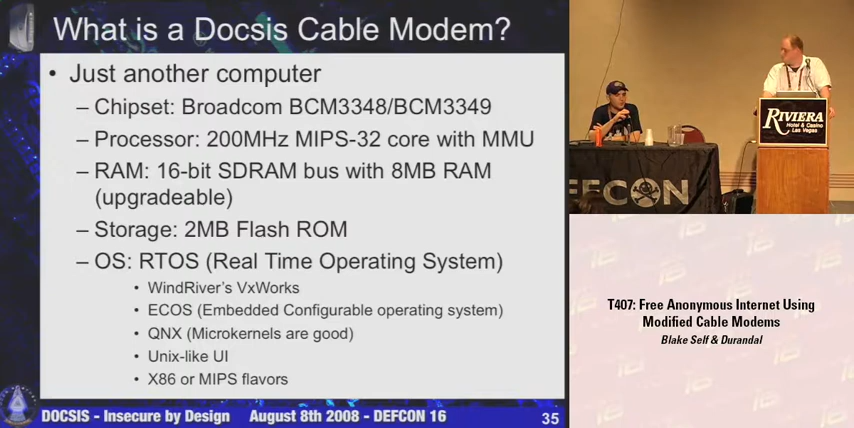 What is a Docsis Cable Modem?
• Just another computer
– Chipset: Broadcom BCM3348/BCM3349
– Processor: 200MHz MIPS-32 core with MMU
– RAM: 16-bit SDRAM bus with 8MB RAM
(upgradeable)
– Storage: 2MB Flash ROM
– OS: RTOS (Real Time Operating System)
• WindRiver's VxWorks
• ECOS (Embedded Configurable operating system)
• QNX (Microkernels are good)
• Unix-like UI
• X86 or MIPS flavors
DOCSIS - Insecure by Design August 8th 2008 - DEFCON 16 35
RIVIERA
Hotel & Casino
Las Vegas
DEFCON
T407: Free Anonymous Internet Using
Modified Cable Modems
Blake Self & Durandal